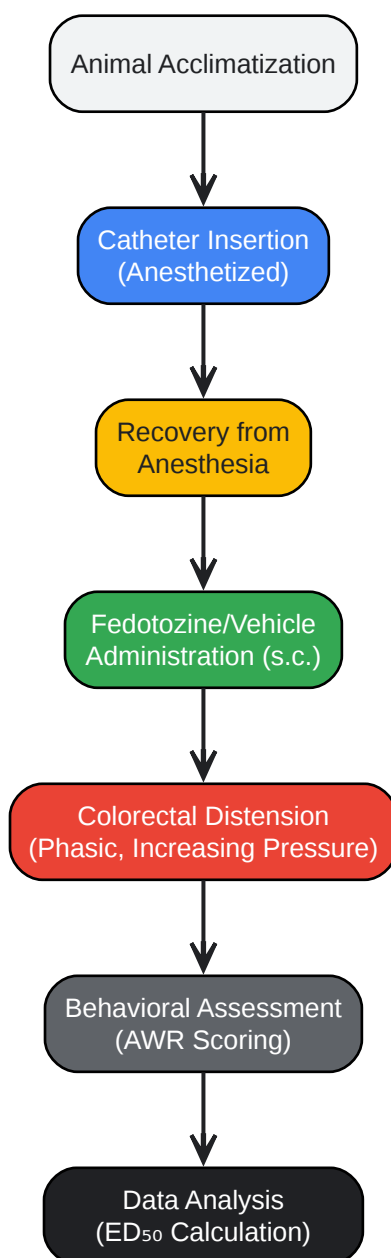 Animal Acclimatization
Catheter Insertion
(Anesthetized)
Recovery from
Anesthesia
Fedotozine/Vehicle
Administration (s.c.)
Colorectal Distension
(Phasic, Increasing Pressure)
Behavioral Assessment
(AWR Scoring)
Data Analysis
(ED₅₀ Calculation)